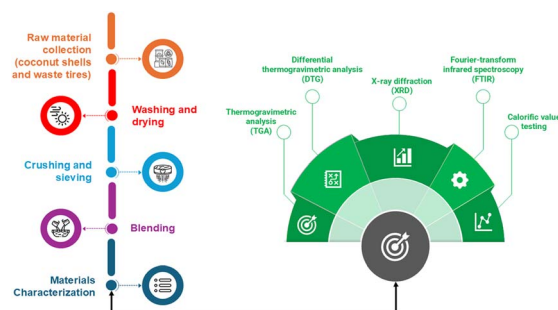 Raw material
collection
(coconut shells
and waste tires)
Washing and
drying
Crushing and
sieving
Blending
Materials
Characterization
Thermogravimetric
analysis
(TGA)
Differential
thermogravimetric analysis
(DTG)
X-ray diffraction
(XRD)
Fourier-transform
infrared spectroscopy
(FTIR)
Calorific value
testing